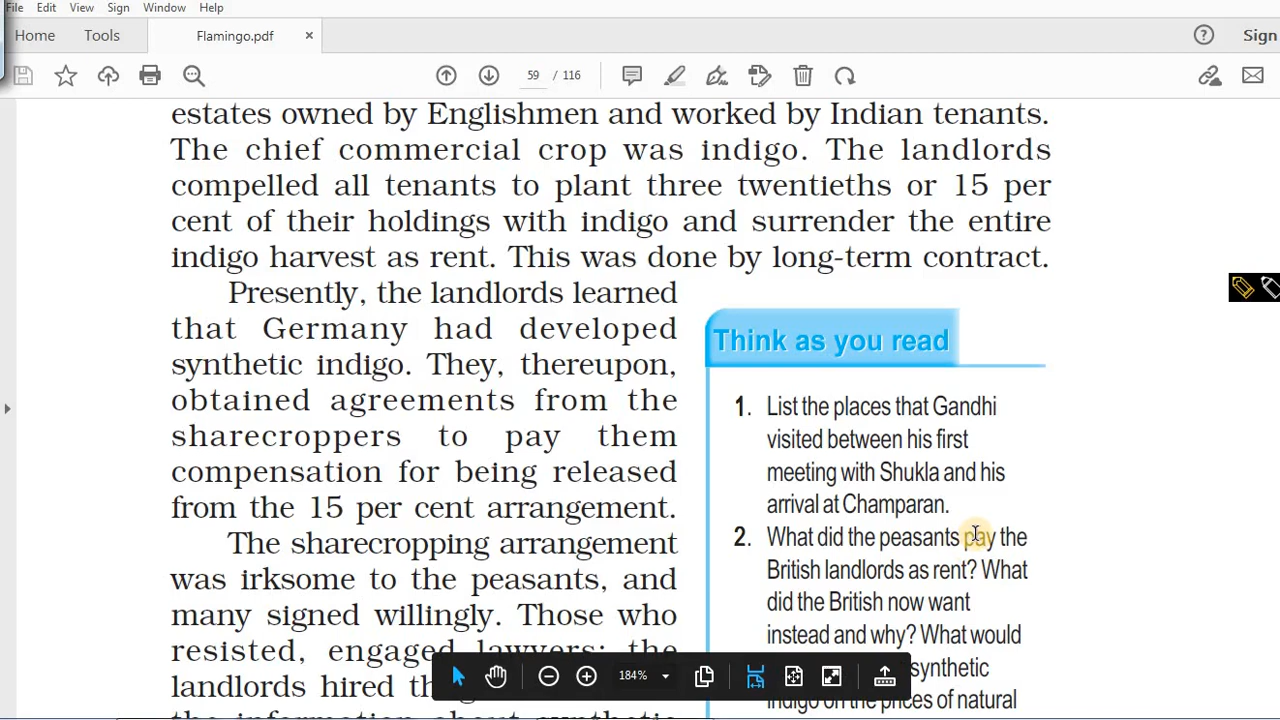 File Edit View Sign Window Help
Home Tools Flamingo.pdf × Sign
59 / 116
estates owned by Englishmen and worked by Indian tenants.
The chief commercial crop was indigo. The landlords
compelled all tenants to plant three twentieths or 15 per
cent of their holdings with indigo and surrender the entire
indigo harvest as rent. This was done by long-term contract.
Presently, the landlords learned
that Germany had developed
synthetic indigo. They, thereupon,
obtained agreements from the
sharecroppers to pay them
compensation for being released
from the 15 per cent arrangement.
The sharecropping arrangement
was irksome to the peasants, and
many signed willingly. Those who
resisted, engaged lawyers; the
landlords hired
the information about synthetic
Think as you read
1. List the places that Gandhi
visited between his first
meeting with Shukla and his
arrival at Champaran.
2. What did the peasants pay the
British landlords as rent? What
did the British now want
instead and why? What would
synthetic
indigo on the prices of natural
184%